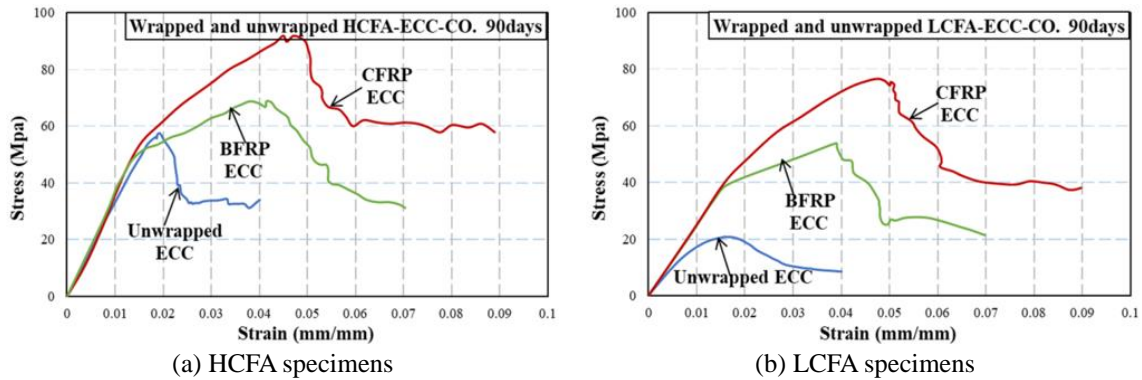 Wrapped and unwrapped HCFA-ECC-CO. 90days
Stress (Mpa)
100
80
60
40
20
0
CFRP
ECC
BFRP
ECC
Unwrapped
ECC
0 0.01 0.02 0.03 0.04 0.05 0.06 0.07 0.08 0.09 0.1
Strain (mm/mm)
(a) HCFA specimens
Wrapped and unwrapped LCFA-ECC-CO. 90days
Stress (Mpa)
100
80
60
40
20
0
CFRP
ECC
BFRP
ECC
Unwrapped ECC
0 0.01 0.02 0.03 0.04 0.05 0.06 0.07 0.08 0.09 0.1
Strain (mm/mm)
(b) LCFA specimens